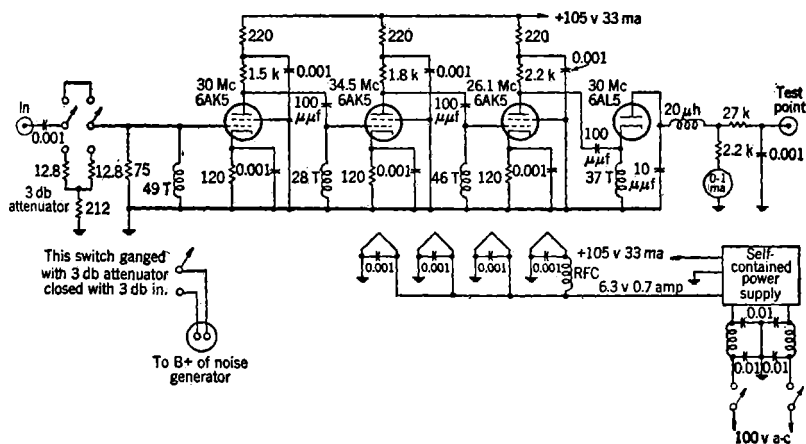 +105 v 33 ma
220
220
220
0.001
30 Mc
6AK5
1.5 k
0.001
34.5 Mc
6AK5
1.8 k
0.001
26.1 Mc
6AK5
2.2 k
30 Mc
6AL5
Test
point
In
0.001
100
μμf
100
μμf
100
μμf
20 μh
27 k
2.2 k
0.001
12.8
12.8
75
3 db
attenuator
212
49 T
120
0.001
28 T
120
0.001
46 T
120
0.001
37 T
10
μμf
0-1
ma
This switch ganged
with 3 db attenuator
closed with 3 db in.
To B+ of noise
generator
0.001
0.001
0.001
0.001
RFC
+105 v 33 ma
6.3 v 0.7 amp
Self-
contained
power
supply
0.01
0.01
0.01
100 v a-c